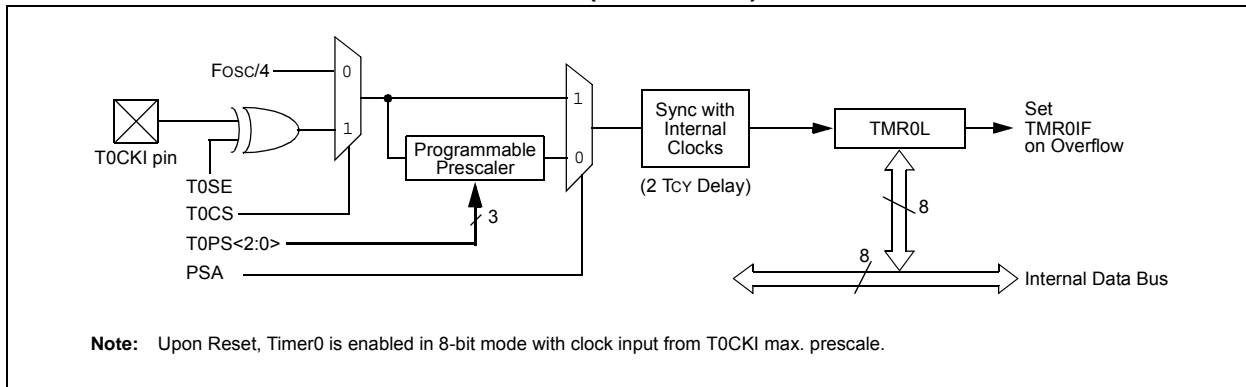 FOSC/4
0
1
T0CKI pin
T0SE
T0CS
T0PS<2:0>
PSA
Programmable
Prescaler
3
1
0
Sync with
Internal
Clocks
(2 TCY Delay)
TMR0L
Set
TMR0IF
on Overflow
8
8
Internal Data Bus
Note: Upon Reset, Timer0 is enabled in 8-bit mode with clock input from T0CKI max. prescale.